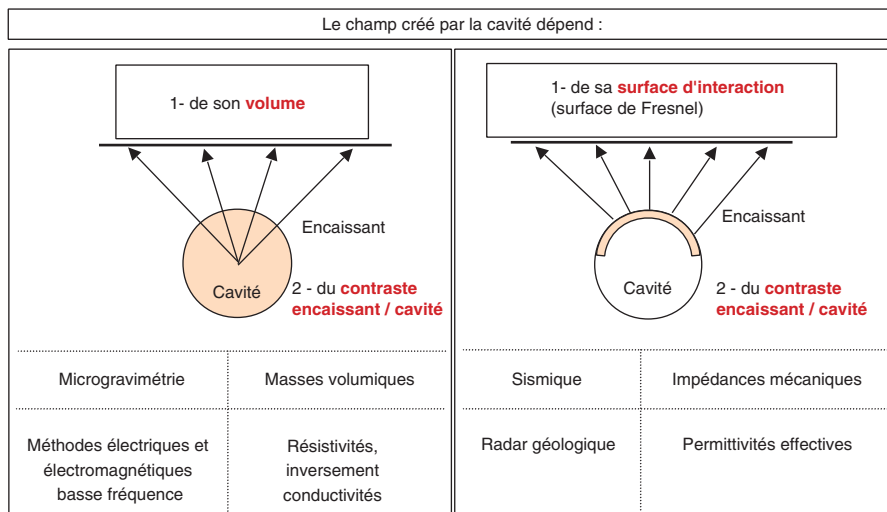 Le champ créé par la cavité dépend :
1- de son volume
Encaissant
Cavité
2 - du contraste
encaissant / cavité
Microgravimétrie
Masses volumiques
Méthodes électriques et
électromagnétiques
basse fréquence
Résistivités,
inversement
conductivités
1- de sa surface d'interaction
(surface de Fresnel)
Encaissant
Cavité
2 - du contraste
encaissant / cavité
Sismique
Impédances mécaniques
Radar géologique
Permittivités effectives